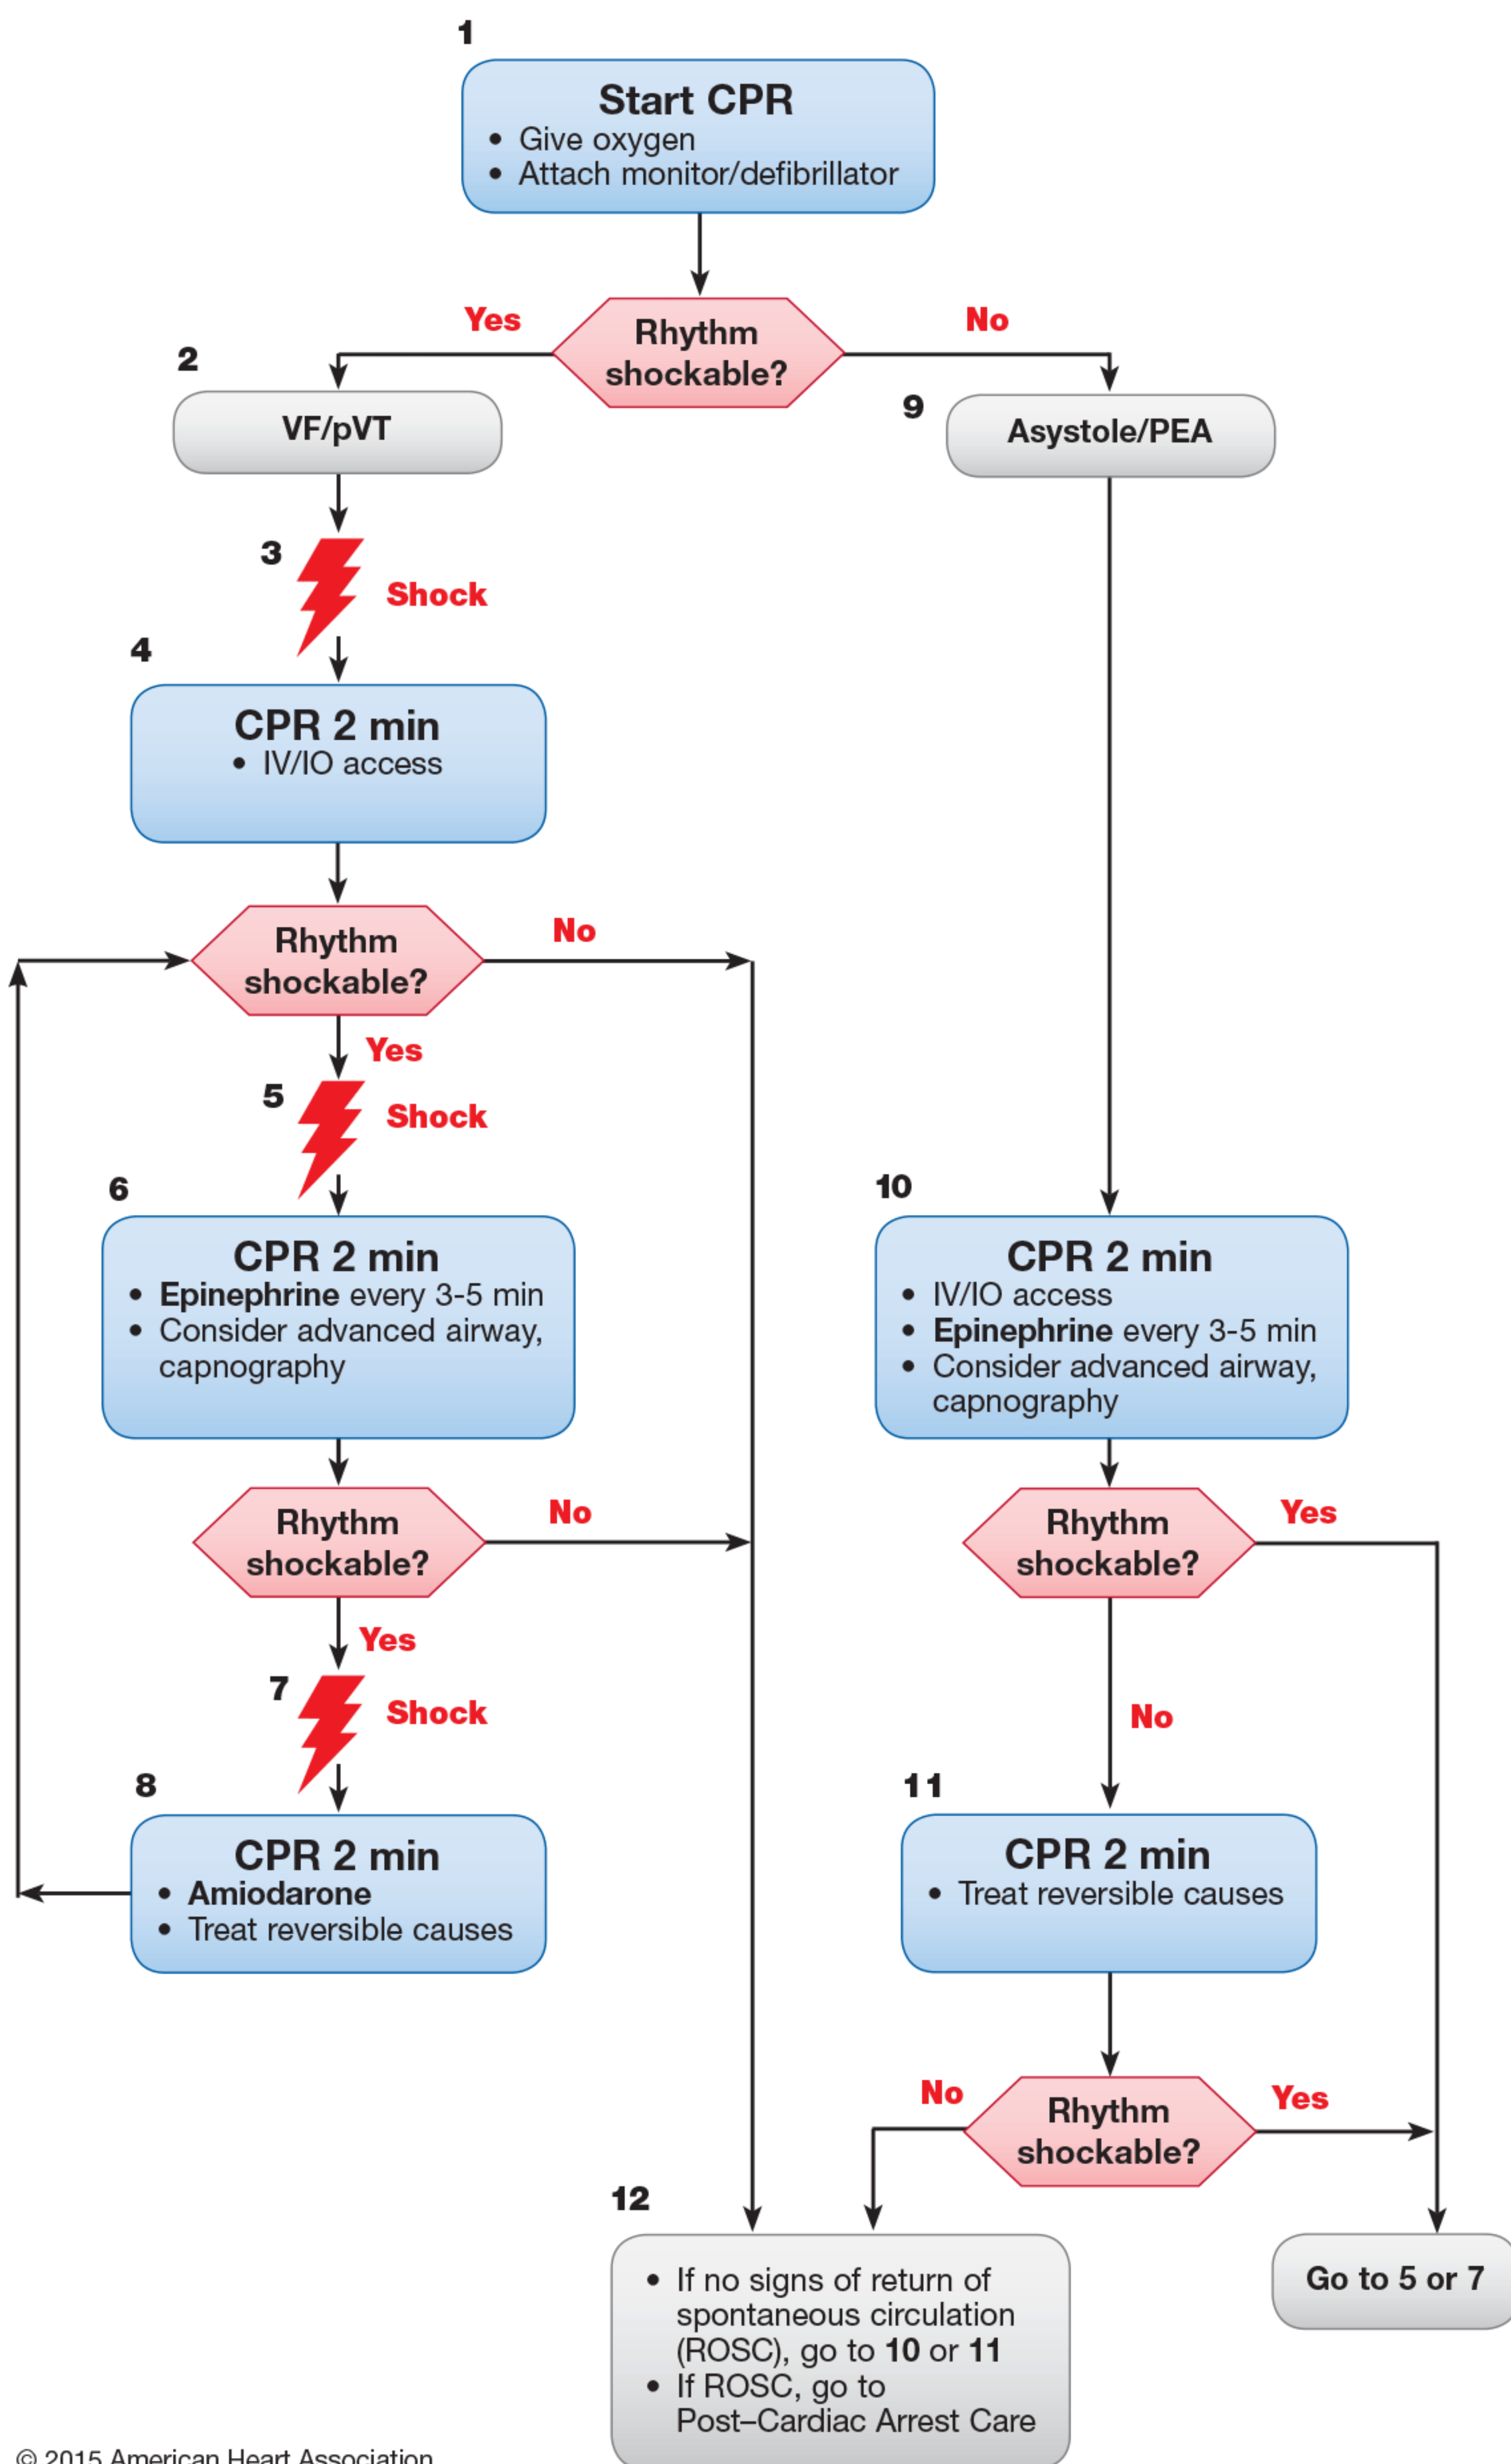 1
Start CPR
• Give oxygen
• Attach monitor/defibrillator
Rhythm
shockable?
Yes
No
2
VF/pVT
9
Asystole/PEA
3
Shock
4
CPR 2 min
• IV/IO access
Rhythm
shockable?
No
Yes
5
Shock
6
CPR 2 min
• Epinephrine every 3-5 min
• Consider advanced airway,
capnography
10
CPR 2 min
• IV/IO access
• Epinephrine every 3-5 min
• Consider advanced airway,
capnography
Rhythm
shockable?
No
Yes
Rhythm
shockable?
Yes
No
7
Shock
8
CPR 2 min
• Amiodarone
• Treat reversible causes
11
CPR 2 min
• Treat reversible causes
Rhythm
shockable?
No
Yes
12
• If no signs of return of
spontaneous circulation
(ROSC), go to 10 or 11
• If ROSC, go to
Post–Cardiac Arrest Care
Go to 5 or 7
© 2015 American Heart Association